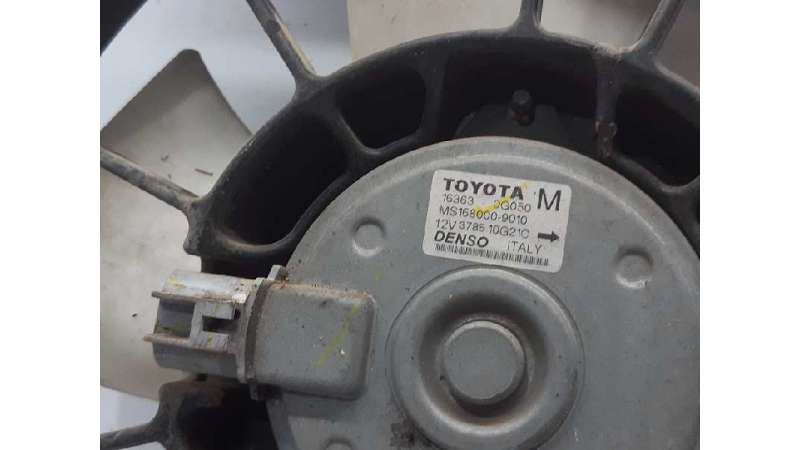 TOYOTA M
16363 0G050
MS168000-9010
12V 3786 10G21C
DENSO ITALY